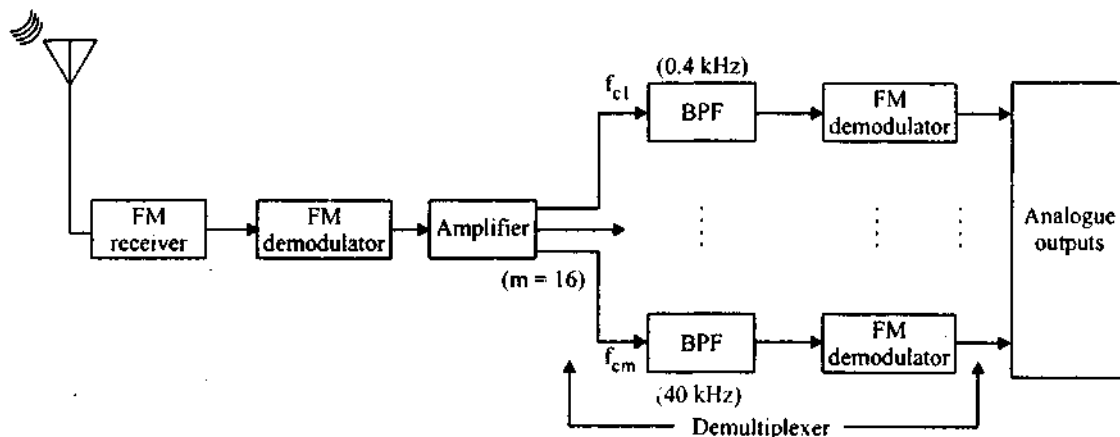 (0.4 kHz)
f_c1
BPF
FM
demodulator
FM
receiver
FM
demodulator
Amplifier
(m = 16)
Analogue
outputs
f_cm
BPF
FM
demodulator
(40 kHz)
Demultiplexer